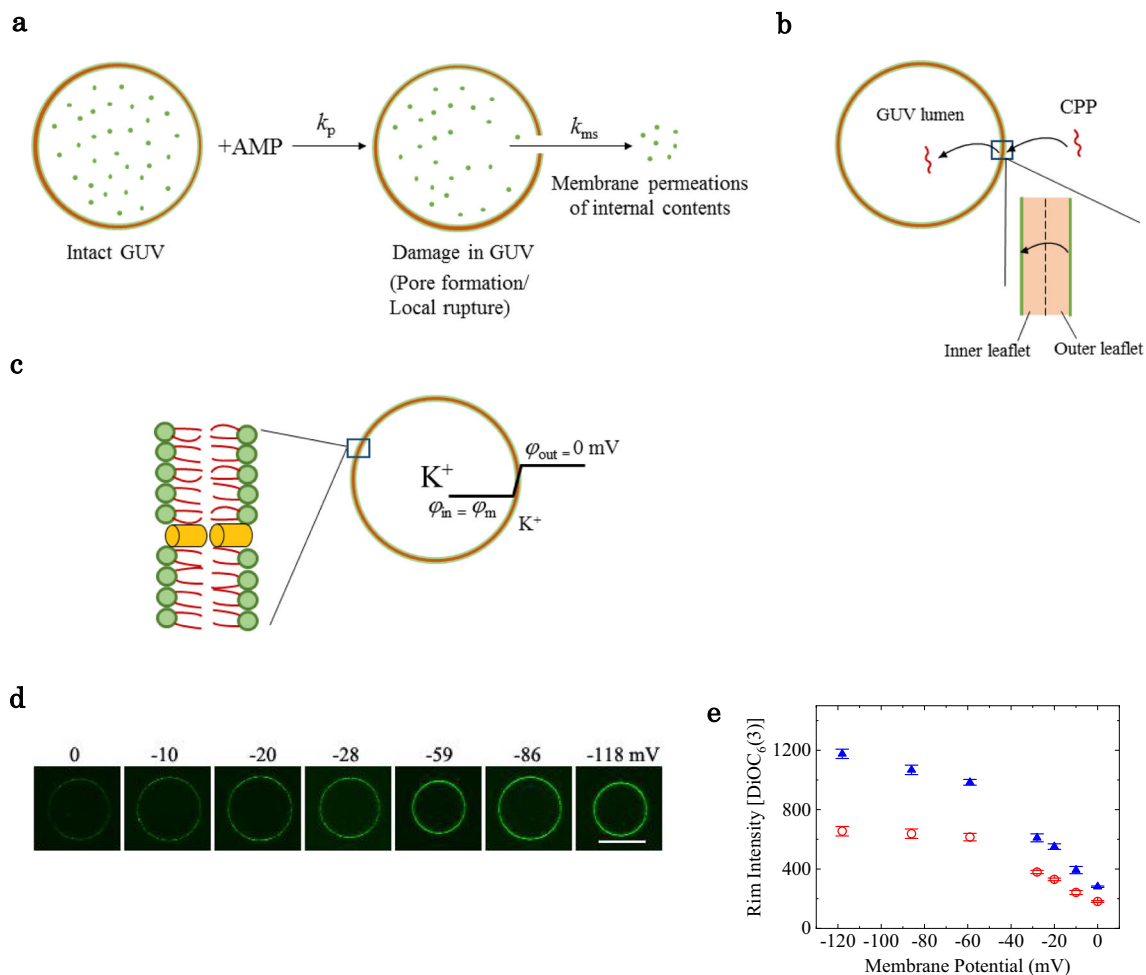 a
+AMP
kp
kms
Intact GUV
Damage in GUV
(Pore formation/
Local rupture)
Membrane permeations
of internal contents
b
GUV lumen
CPP
Inner leaflet
Outer leaflet
c
φout = 0 mV
K+
φin = φm
K+
d
0 -10 -20 -28 -59 -86 -118 mV
e
Rim Intensity [DiOC6(3)]
1200
800
400
0
-120 -100 -80 -60 -40 -20 0
Membrane Potential (mV)